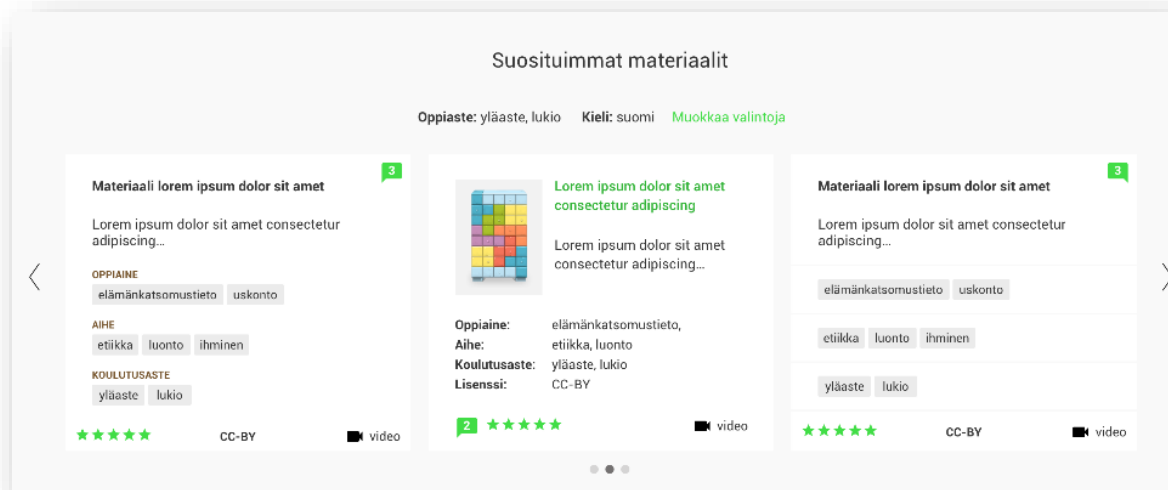 Suosituimmat materiaalit
Oppiaste: yläaste, lukio Kieli: suomi Muokkaa valintoja
3
Materiaali lorem ipsum dolor sit amet
Lorem ipsum dolor sit amet consectetur
adipiscing...
OPPIAINE
elämänkatsomustieto uskonto
AIHE
etiikka luonto ihminen
KOULUTUSASTE
yläaste lukio
CC-BY video
Lorem ipsum dolor sit amet
consectetur adipiscing
Lorem ipsum dolor sit amet
consectetur adipiscing...
Oppiaine: elämänkatsomustieto,
Aihe: etiikka, luonto
Koulutusaste: yläaste, lukio
Lisenssi: CC-BY
2 video
3
Materiaali lorem ipsum dolor sit amet
Lorem ipsum dolor sit amet consectetur
adipiscing...
elämänkatsomustieto uskonto
etiikka luonto ihminen
yläaste lukio
CC-BY video